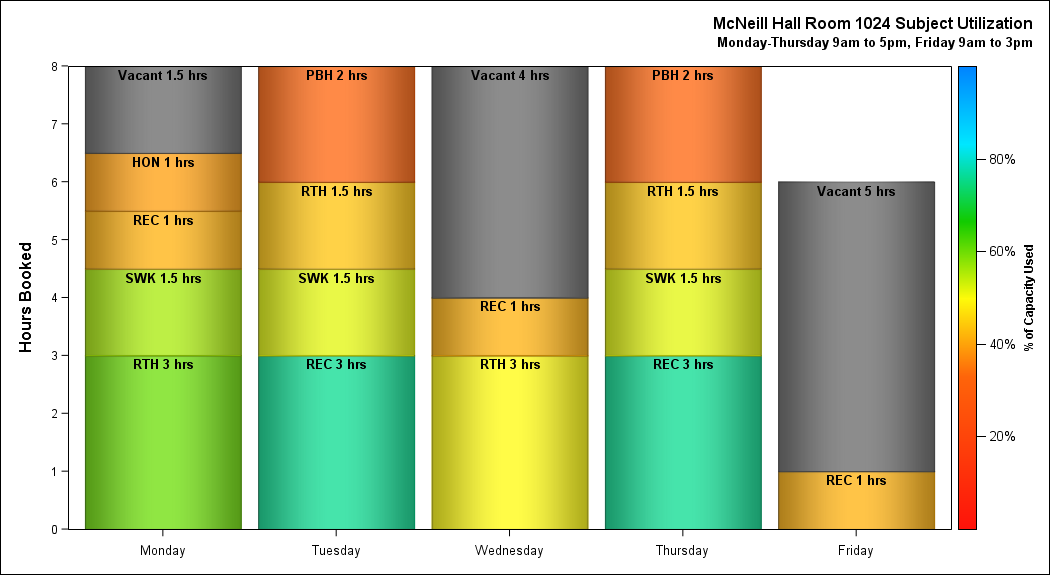 McNeill Hall Room 1024 Subject Utilization
Monday-Thursday 9am to 5pm, Friday 9am to 3pm
Hours Booked
8
7
6
5
4
3
2
1
0
Vacant 1.5 hrs
HON 1 hrs
REC 1 hrs
SWK 1.5 hrs
RTH 3 hrs
PBH 2 hrs
RTH 1.5 hrs
SWK 1.5 hrs
REC 3 hrs
Vacant 4 hrs
REC 1 hrs
RTH 3 hrs
PBH 2 hrs
RTH 1.5 hrs
SWK 1.5 hrs
REC 3 hrs
Vacant 5 hrs
REC 1 hrs
Monday
Tuesday
Wednesday
Thursday
Friday
80%
60%
40%
20%
% of Capacity Used